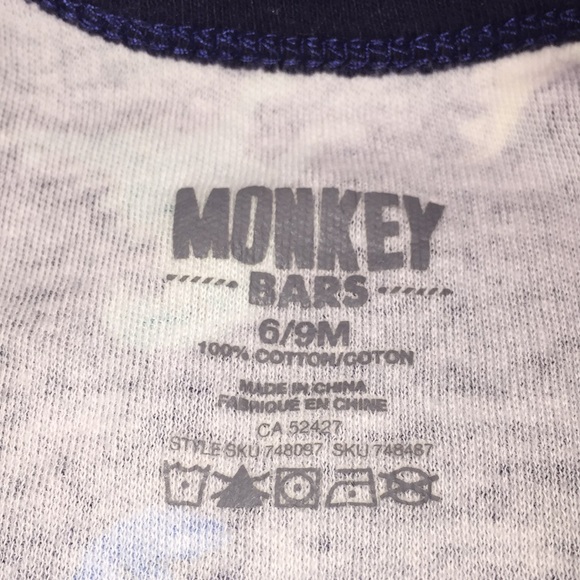 MONKEY
BARS
6/9M
100% COTTON/COTON
MADE IN CHINA
FABRIQUE EN CHINE
CA 52427
STYLE SKU 748097 SKU 748487